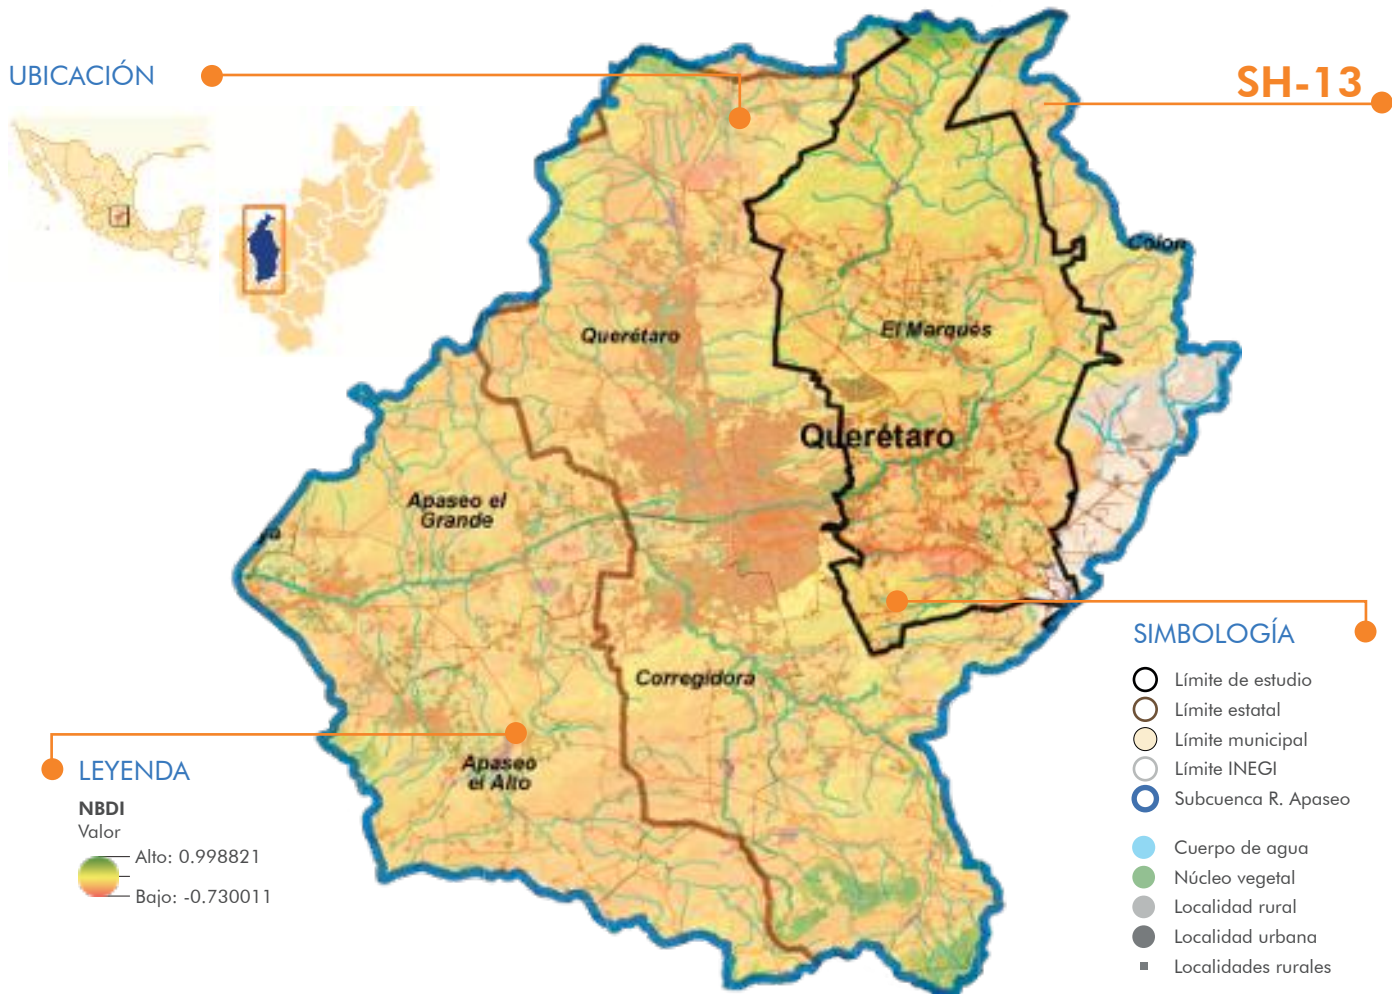 UBICACIÓN
SH-13
Colon
Querétaro
El Marqués
Querétaro
Apaseo el
Grande
ya
Corregidora
Apaseo
el Alto
LEYENDA
NBDI
Valor
Alto: 0.998821
Bajo: -0.730011
SIMBOLOGÍA
Límite de estudio
Límite estatal
Límite municipal
Límite INEGI
Subcuenca R. Apaseo
Cuerpo de agua
Núcleo vegetal
Localidad rural
Localidad urbana
Localidades rurales